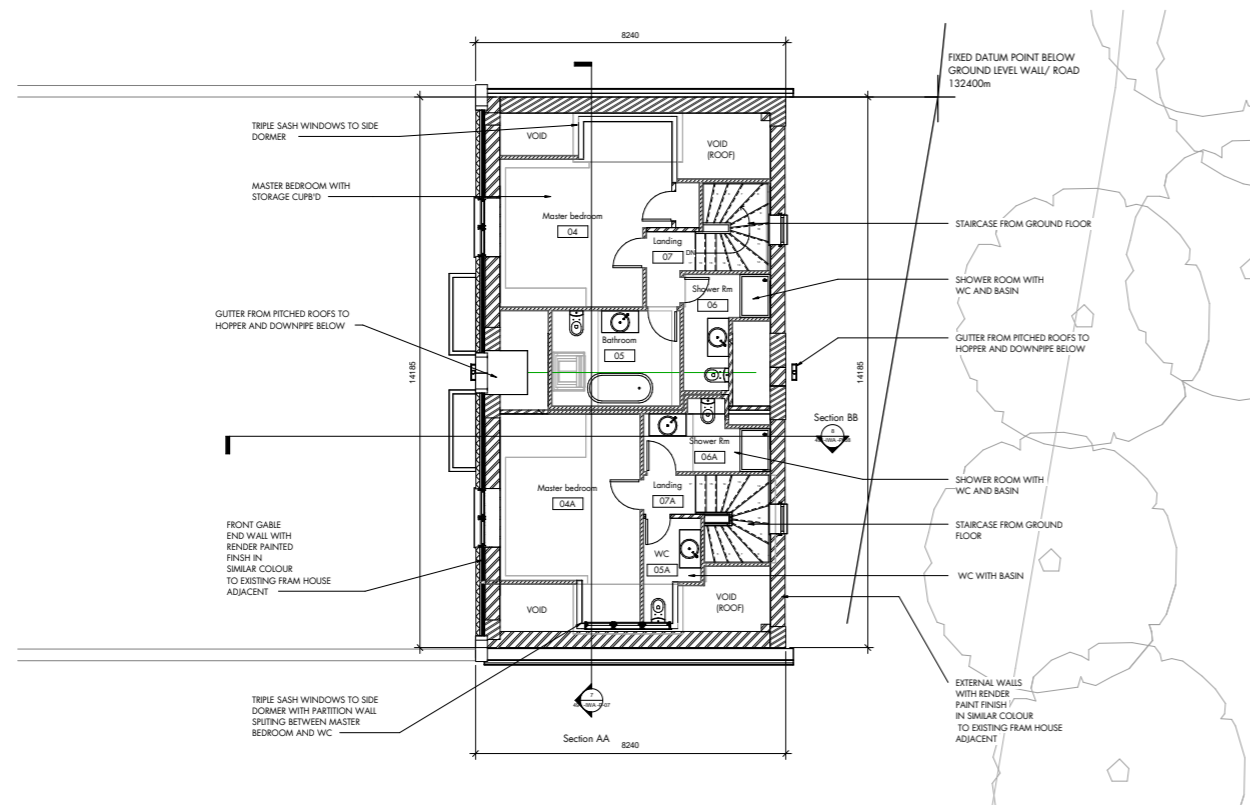 8240
FIXED DATUM POINT BELOW
GROUND LEVEL WALL/ ROAD
132400m
TRIPLE SASH WINDOWS TO SIDE
DORMER
VOID
VOID
(ROOF)
MASTER BEDROOM WITH
STORAGE CUPB'D
Master bedroom
04
Landing
07
DN
STAIRCASE FROM GROUND FLOOR
Shower Rm
06
SHOWER ROOM WITH
WC AND BASIN
GUTTER FROM PITCHED ROOFS TO
HOPPER AND DOWNPIPE BELOW
Bathroom
05
GUTTER FROM PITCHED ROOFS TO
HOPPER AND DOWNPIPE BELOW
14185
14185
Section BB
6
Shower Rm
06A
SHOWER ROOM WITH
WC AND BASIN
Master bedroom
04A
Landing
07A
STAIRCASE FROM GROUND
FLOOR
FRONT GABLE
END WALL WITH
RENDER PAINTED
FINSH IN
SIMILAR COLOUR
TO EXISTING FRAM HOUSE
ADJACENT
WC
05A
WC WITH BASIN
VOID
VOID
(ROOF)
EXTERNAL WALLS
WITH RENDER
PAINT FINISH
IN SIMILAR COLOUR
TO EXISTING FRAM HOUSE
ADJACENT
TRIPLE SASH WINDOWS TO SIDE
DORMER WITH PARTITION WALL
SPLITING BETWEEN MASTER
BEDROOM AND WC
7
Section AA
8240